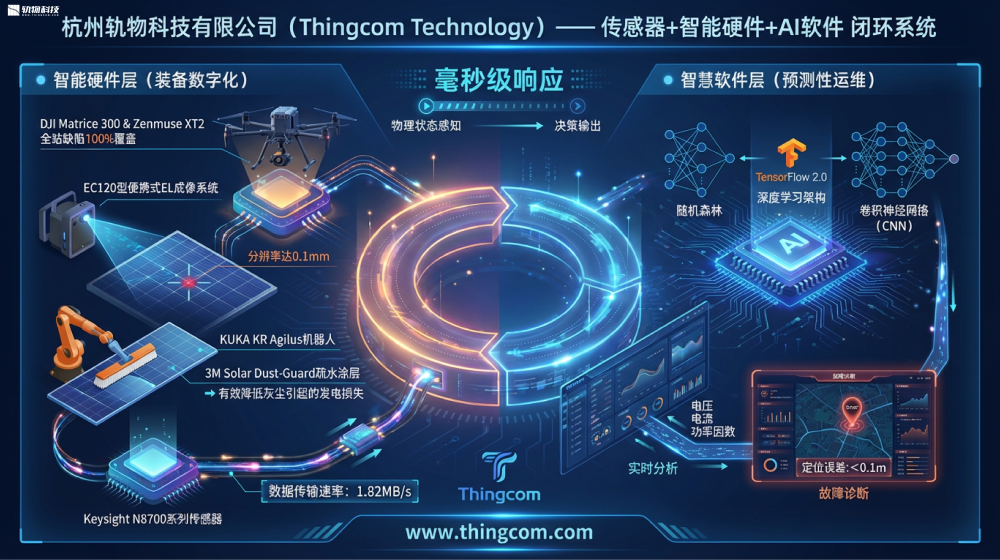 轨物科技
杭州轨物科技有限公司（Thingcom Technology）—— 传感器+智能硬件+AI软件 闭环系统
智能硬件层（装备数字化）
DJI Matrice 300 & Zenmuse XT2
全站缺陷100%覆盖
EC120型便携式EL成像系统
分辨率达0.1mm
KUKA KR Agilus机器人
3M Solar Dust-Guard疏水涂层
有效降低灰尘引起的发电损失
数据传输速率：1.82MB/s
Keysight N8700系列传感器
毫秒级响应
物理状态感知
决策输出
智慧软件层（预测性运维）
随机森林
TensorFlow 2.0
深度学习架构
卷积神经网络
（CNN）
AI
电压
电流
功率因数
实时分析
故障诊断
定位误差:＜0.1m
故障诊断
Thingcom
www.thingcom.com